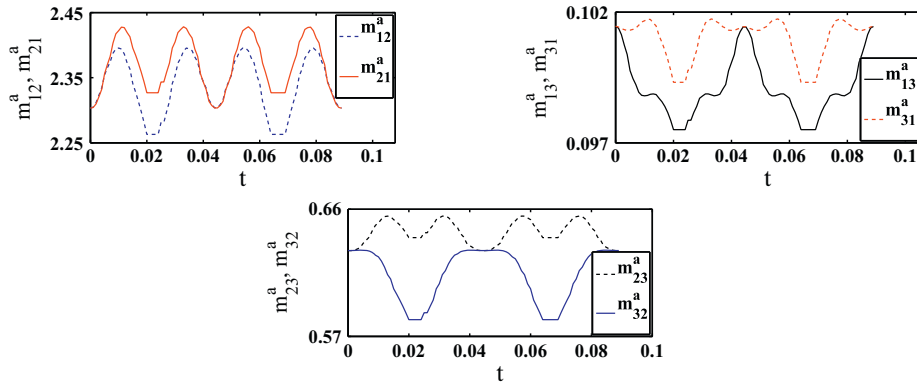 2.45
2.35
2.25
m^a_12, m^a_21
m^a_12
m^a_21
0 0.02 0.04 0.06 0.08 0.1
t
0.102
0.097
m^a_13, m^a_31
m^a_13
m^a_31
0 0.02 0.04 0.06 0.08 0.1
t
0.66
0.57
m^a_23, m^a_32
m^a_23
m^a_32
0 0.02 0.04 0.06 0.08 0.1
t